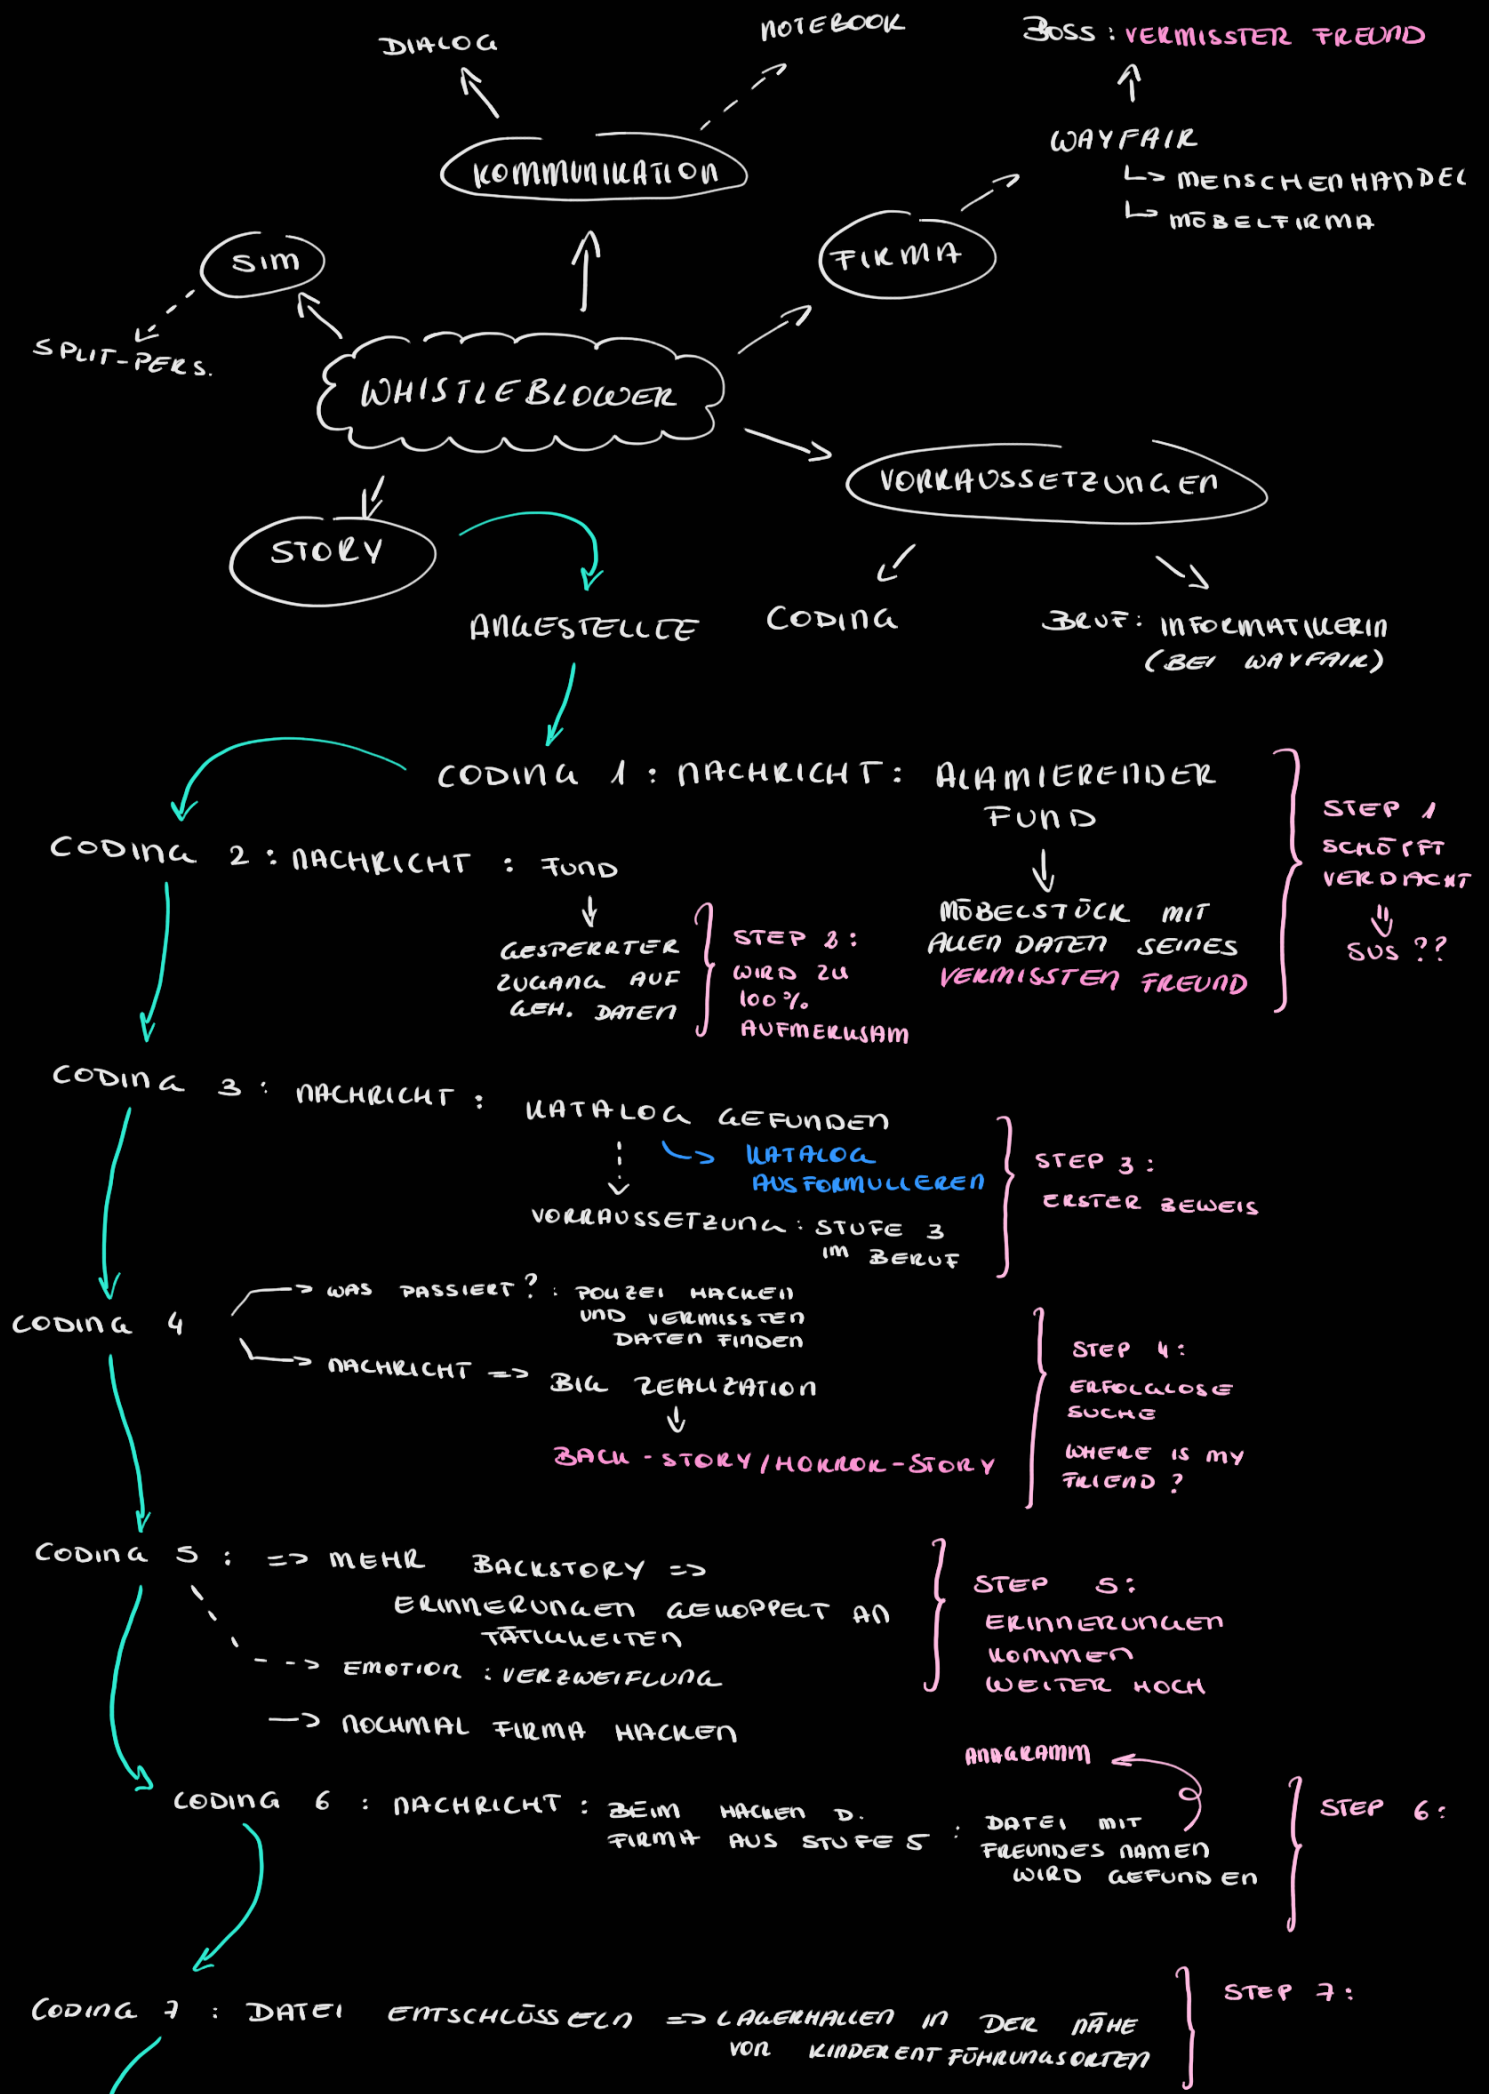 DIALOG
NOTEBOOK
BOSS: VERMISSTER FREUND
KOMMUNIKATION
WAYFAIR
↳ MENSCHENHANDEL
↳ MÖBELFIRMA
FIRMA
SIM
SPLIT-PERS.
WHISTLEBLOWER
VORRAUSSETZUNGEN
STORY
CODING
BRUF: INFORMATIKERIN
(BEI WAYFAIR)
ANGESTELLTE
CODING 1: NACHRICHT: ALAMIERENDER
FUND
MÖBELSTÜCK MIT
ALLEN DATEN SEINES
VERMISSTEN FREUND
STEP 1
SCHÖPFT
VERDACHT
SUS ??
CODING 2: NACHRICHT: FUND
GESPERRTER
ZUGANG AUF
GEH. DATEN
STEP 2:
WIRD ZU
100%
AUFMERKSAM
CODING 3: NACHRICHT: KATALOG GEFUNDEN
KATALOG
AUSFORMULLEREN
VORRAUSSETZUNG: STUFE 3
IM BERUF
STEP 3:
ERSTER BEWEIS
CODING 4
WAS PASSIERT?: POLIZEI HACKEN
UND VERMISSTEN
DATEN FINDEN
NACHRICHT => BIG REALIZATION
BACK-STORY/HORROR-STORY
STEP 4:
ERFOLGLOSE
SUCHE
WHERE IS MY
FRIEND?
CODING 5: => MEHR BACKSTORY =>
ERINNERUNGEN GEKOPPELT AN
TÄTIGKEITEN
EMOTION: VERZWEIFLUNG
-> NOCHMAL FIRMA HACKEN
STEP 5:
ERINNERUNGEN
KOMMEN
WEITER HOCH
ANAGRAMM
CODING 6: NACHRICHT: BEIM HACKEN D.
FIRMA AUS STUFE 5: DATEI MIT
FREUNDES NAMEN
WIRD GEFUNDEN
STEP 6:
CODING 7: DATEI ENTSCHLÜSSELN => LAGERHALLEN IN DER NÄHE
VON KINDERENTFÜHRUNGSORTEN
STEP 7: